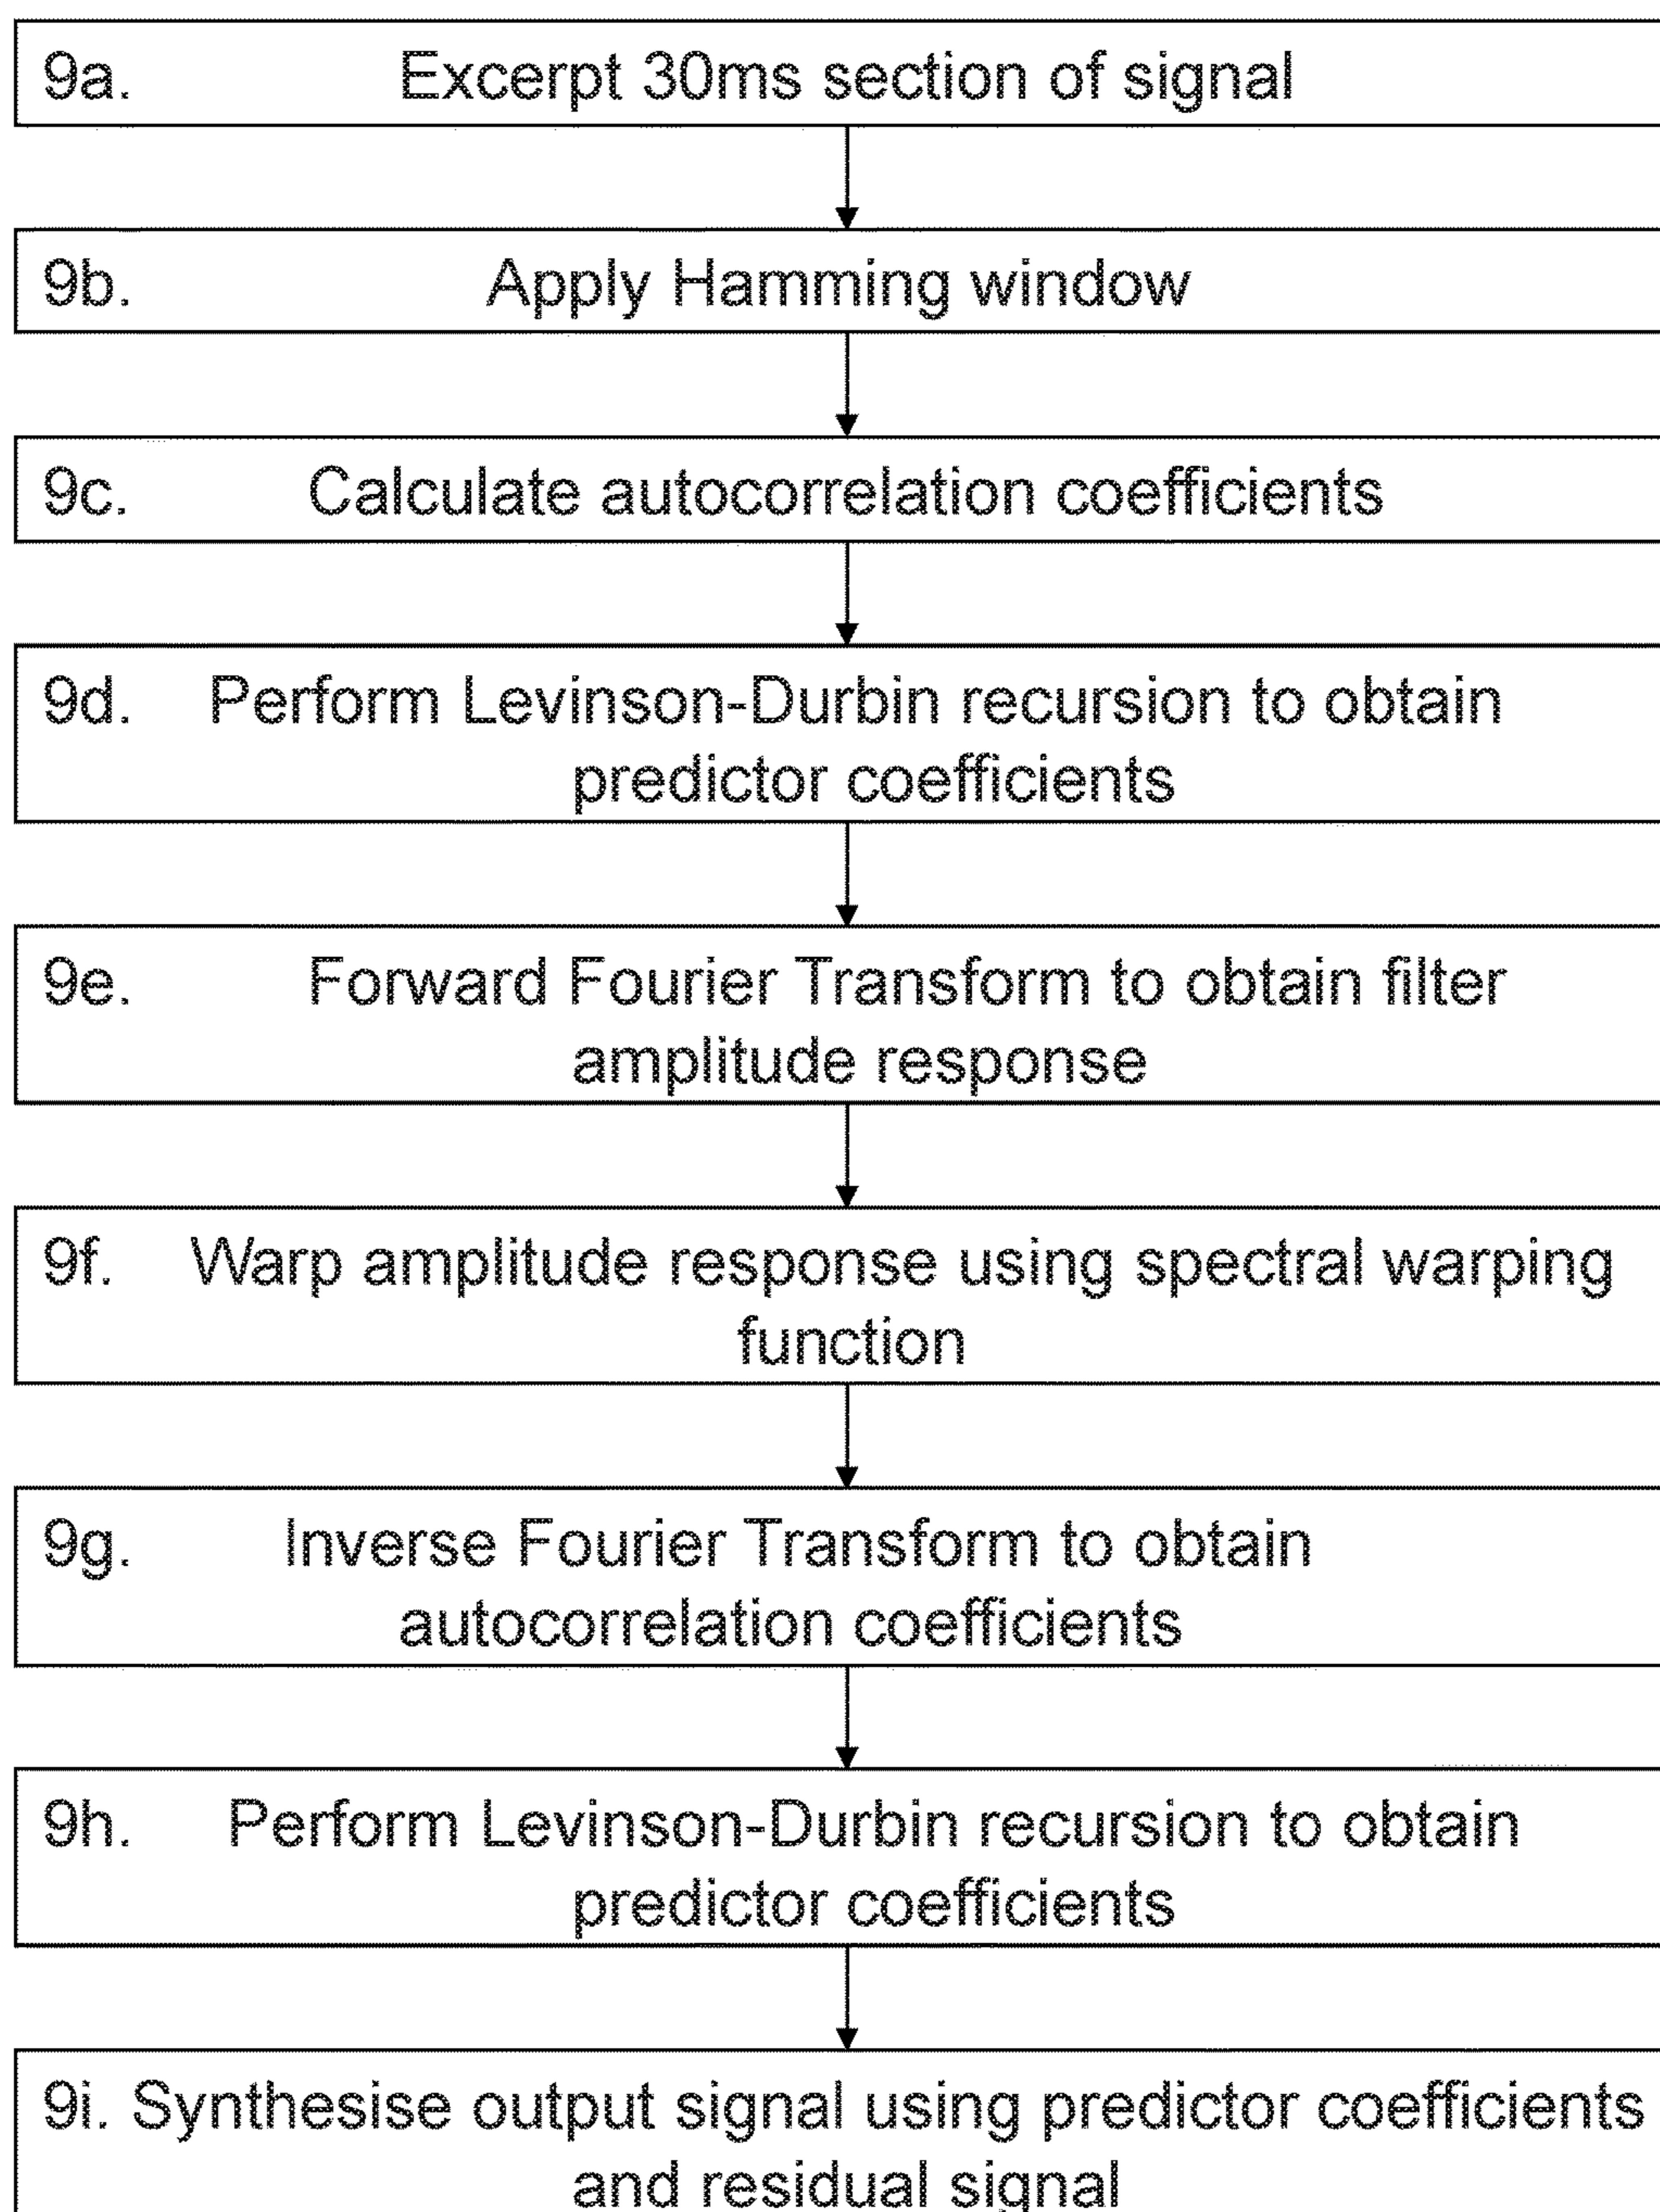 9a. Excerpt 30ms section of signal
9b. Apply Hamming window
9c. Calculate autocorrelation coefficients
9d. Perform Levinson-Durbin recursion to obtain
predictor coefficients
9e. Forward Fourier Transform to obtain filter
amplitude response
9f. Warp amplitude response using spectral warping
function
9g. Inverse Fourier Transform to obtain
autocorrelation coefficients
9h. Perform Levinson-Durbin recursion to obtain
predictor coefficients
9i. Synthesise output signal using predictor coefficients
and residual signal